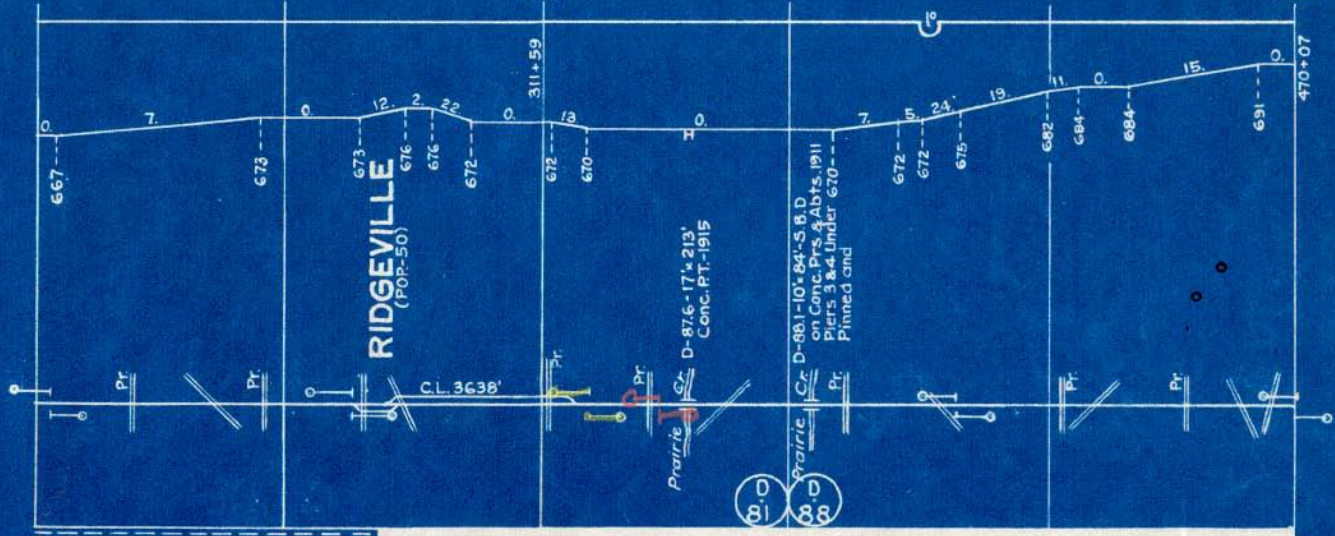 1°
0.
7.
0.
12.
2.
22
0.
13
0.
7.
5.
24.
19.
11.
0.
15.
0.
667
673
673
676
676
672
311+59
672
670
672
672
675
682
684
684
691
470+07
RIDGEVILLE
(POP.-50)
D-87.6-17'x213'
Conc. P.T.-1915
D-88.1-10'x84'-S.B.D
on Conc. Prs. & Abts. 1911
Piers 3 & 4 Under 670
Pinned and
Pr.
Pr.
C.L. 3638'
Pr.
Pr.
Prairie Cr.
Prairie Cr.
Pr.
Pr.
Pr.
D
81
D
88